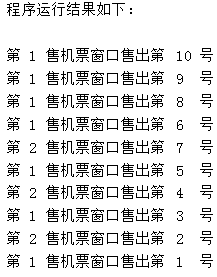 程序运行结果如下：
第 1 售机票窗口售出第 10 号
第 1 售机票窗口售出第 9 号
第 1 售机票窗口售出第 8 号
第 1 售机票窗口售出第 6 号
第 2 售机票窗口售出第 7 号
第 1 售机票窗口售出第 5 号
第 2 售机票窗口售出第 4 号
第 1 售机票窗口售出第 3 号
第 2 售机票窗口售出第 2 号
第 1 售机票窗口售出第 1 号